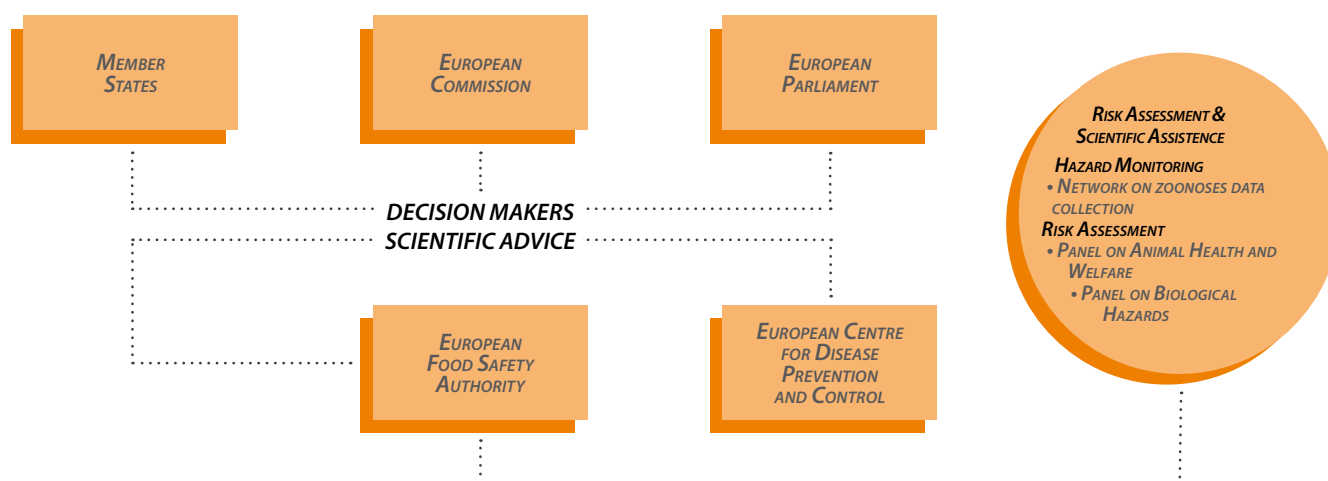 MEMBER
STATES
EUROPEAN
COMMISSION
EUROPEAN
PARLIAMENT
DECISION MAKERS
SCIENTIFIC ADVICE
EUROPEAN
FOOD SAFETY
AUTHORITY
EUROPEAN CENTRE
FOR DISEASE
PREVENTION
AND CONTROL
RISK ASSESSMENT &
SCIENTIFIC ASSISTENCE
HAZARD MONITORING
• NETWORK ON ZOONOSES DATA
COLLECTION
RISK ASSESSMENT
• PANEL ON ANIMAL HEALTH AND
WELFARE
• PANEL ON BIOLOGICAL
HAZARDS